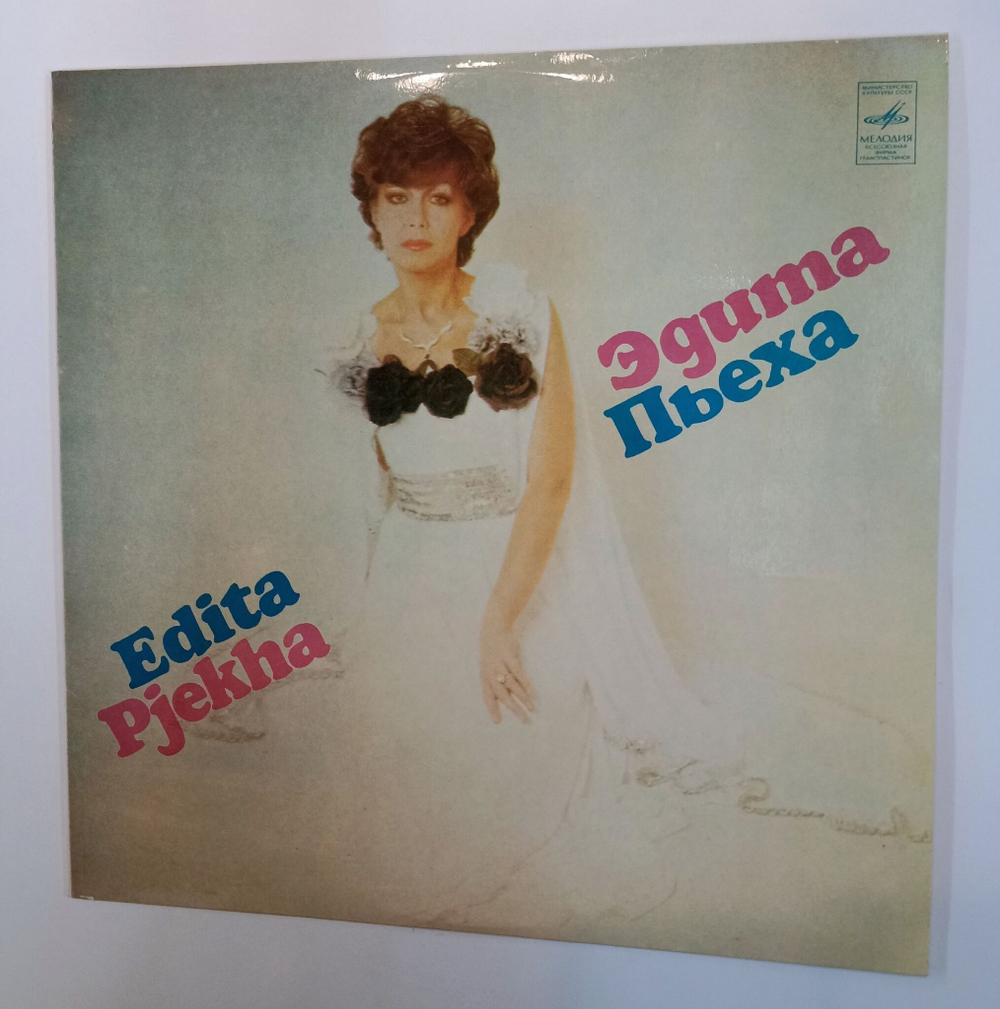 МИНИСТЕРСТВО
КУЛЬТУРЫ СССР
МЕЛОДИЯ
ВСЕСОЮЗНАЯ
ФИРМА
ГРАМПЛАСТИНОК
Эдита
Пьеха
Edita
Pjekha